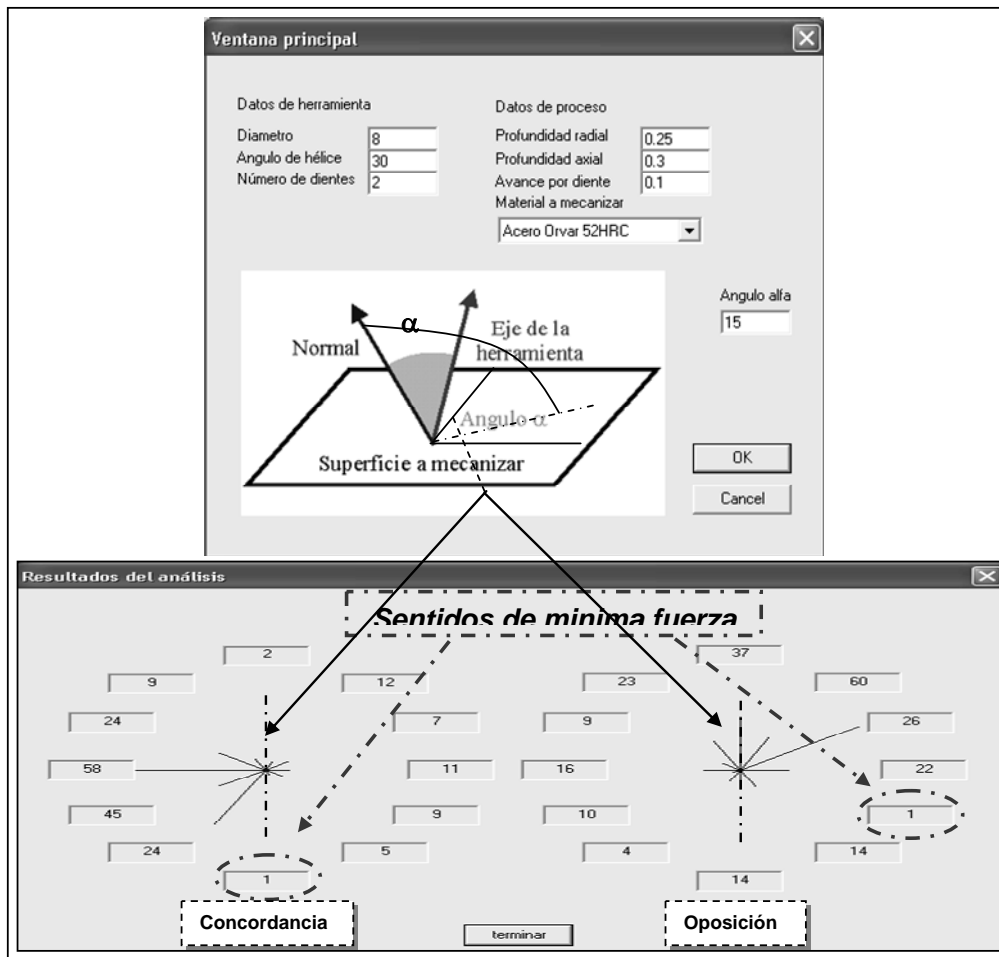 Ventana principal
Datos de herramienta
Diametro 8
Angulo de hélice 30
Número de dientes 2
Datos de proceso
Profundidad radial 0.25
Profundidad axial 0.3
Avance por diente 0.1
Material a mecanizar
Acero Orvar 52HRC
Angulo alfa
15
α
Normal
Eje de la
herramienta
Angulo α
Superfície a mecanizar
OK
Cancel
Resultados del análisis
Sentidos de minima fuerza
2
9 12
24 7
58 11
45 9
24 5
1
Concordancia
37
23 60
9 26
16 22
10 1
4 14
14
Oposición
terminar